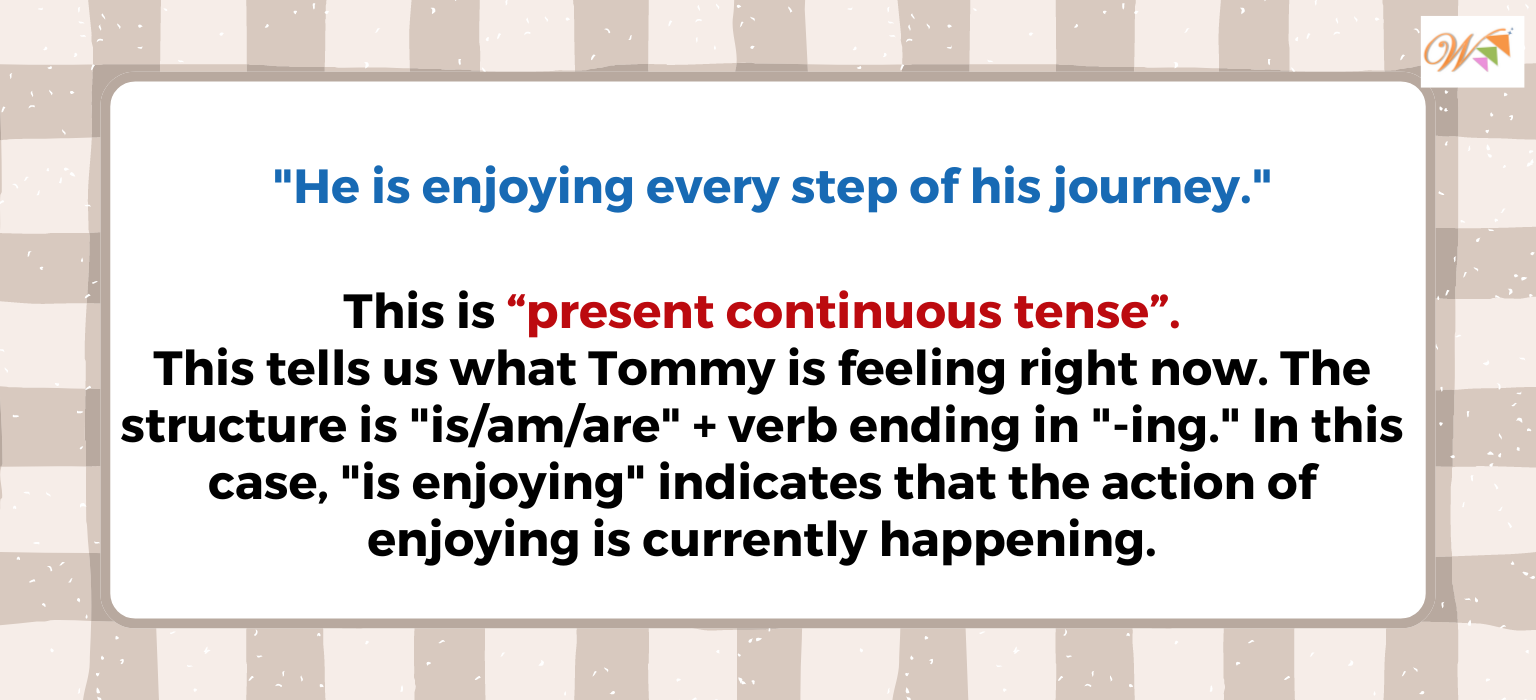 W
"He is enjoying every step of his journey."
This is “present continuous tense”.
This tells us what Tommy is feeling right now. The
structure is "is/am/are" + verb ending in "-ing." In this
case, "is enjoying" indicates that the action of
enjoying is currently happening.